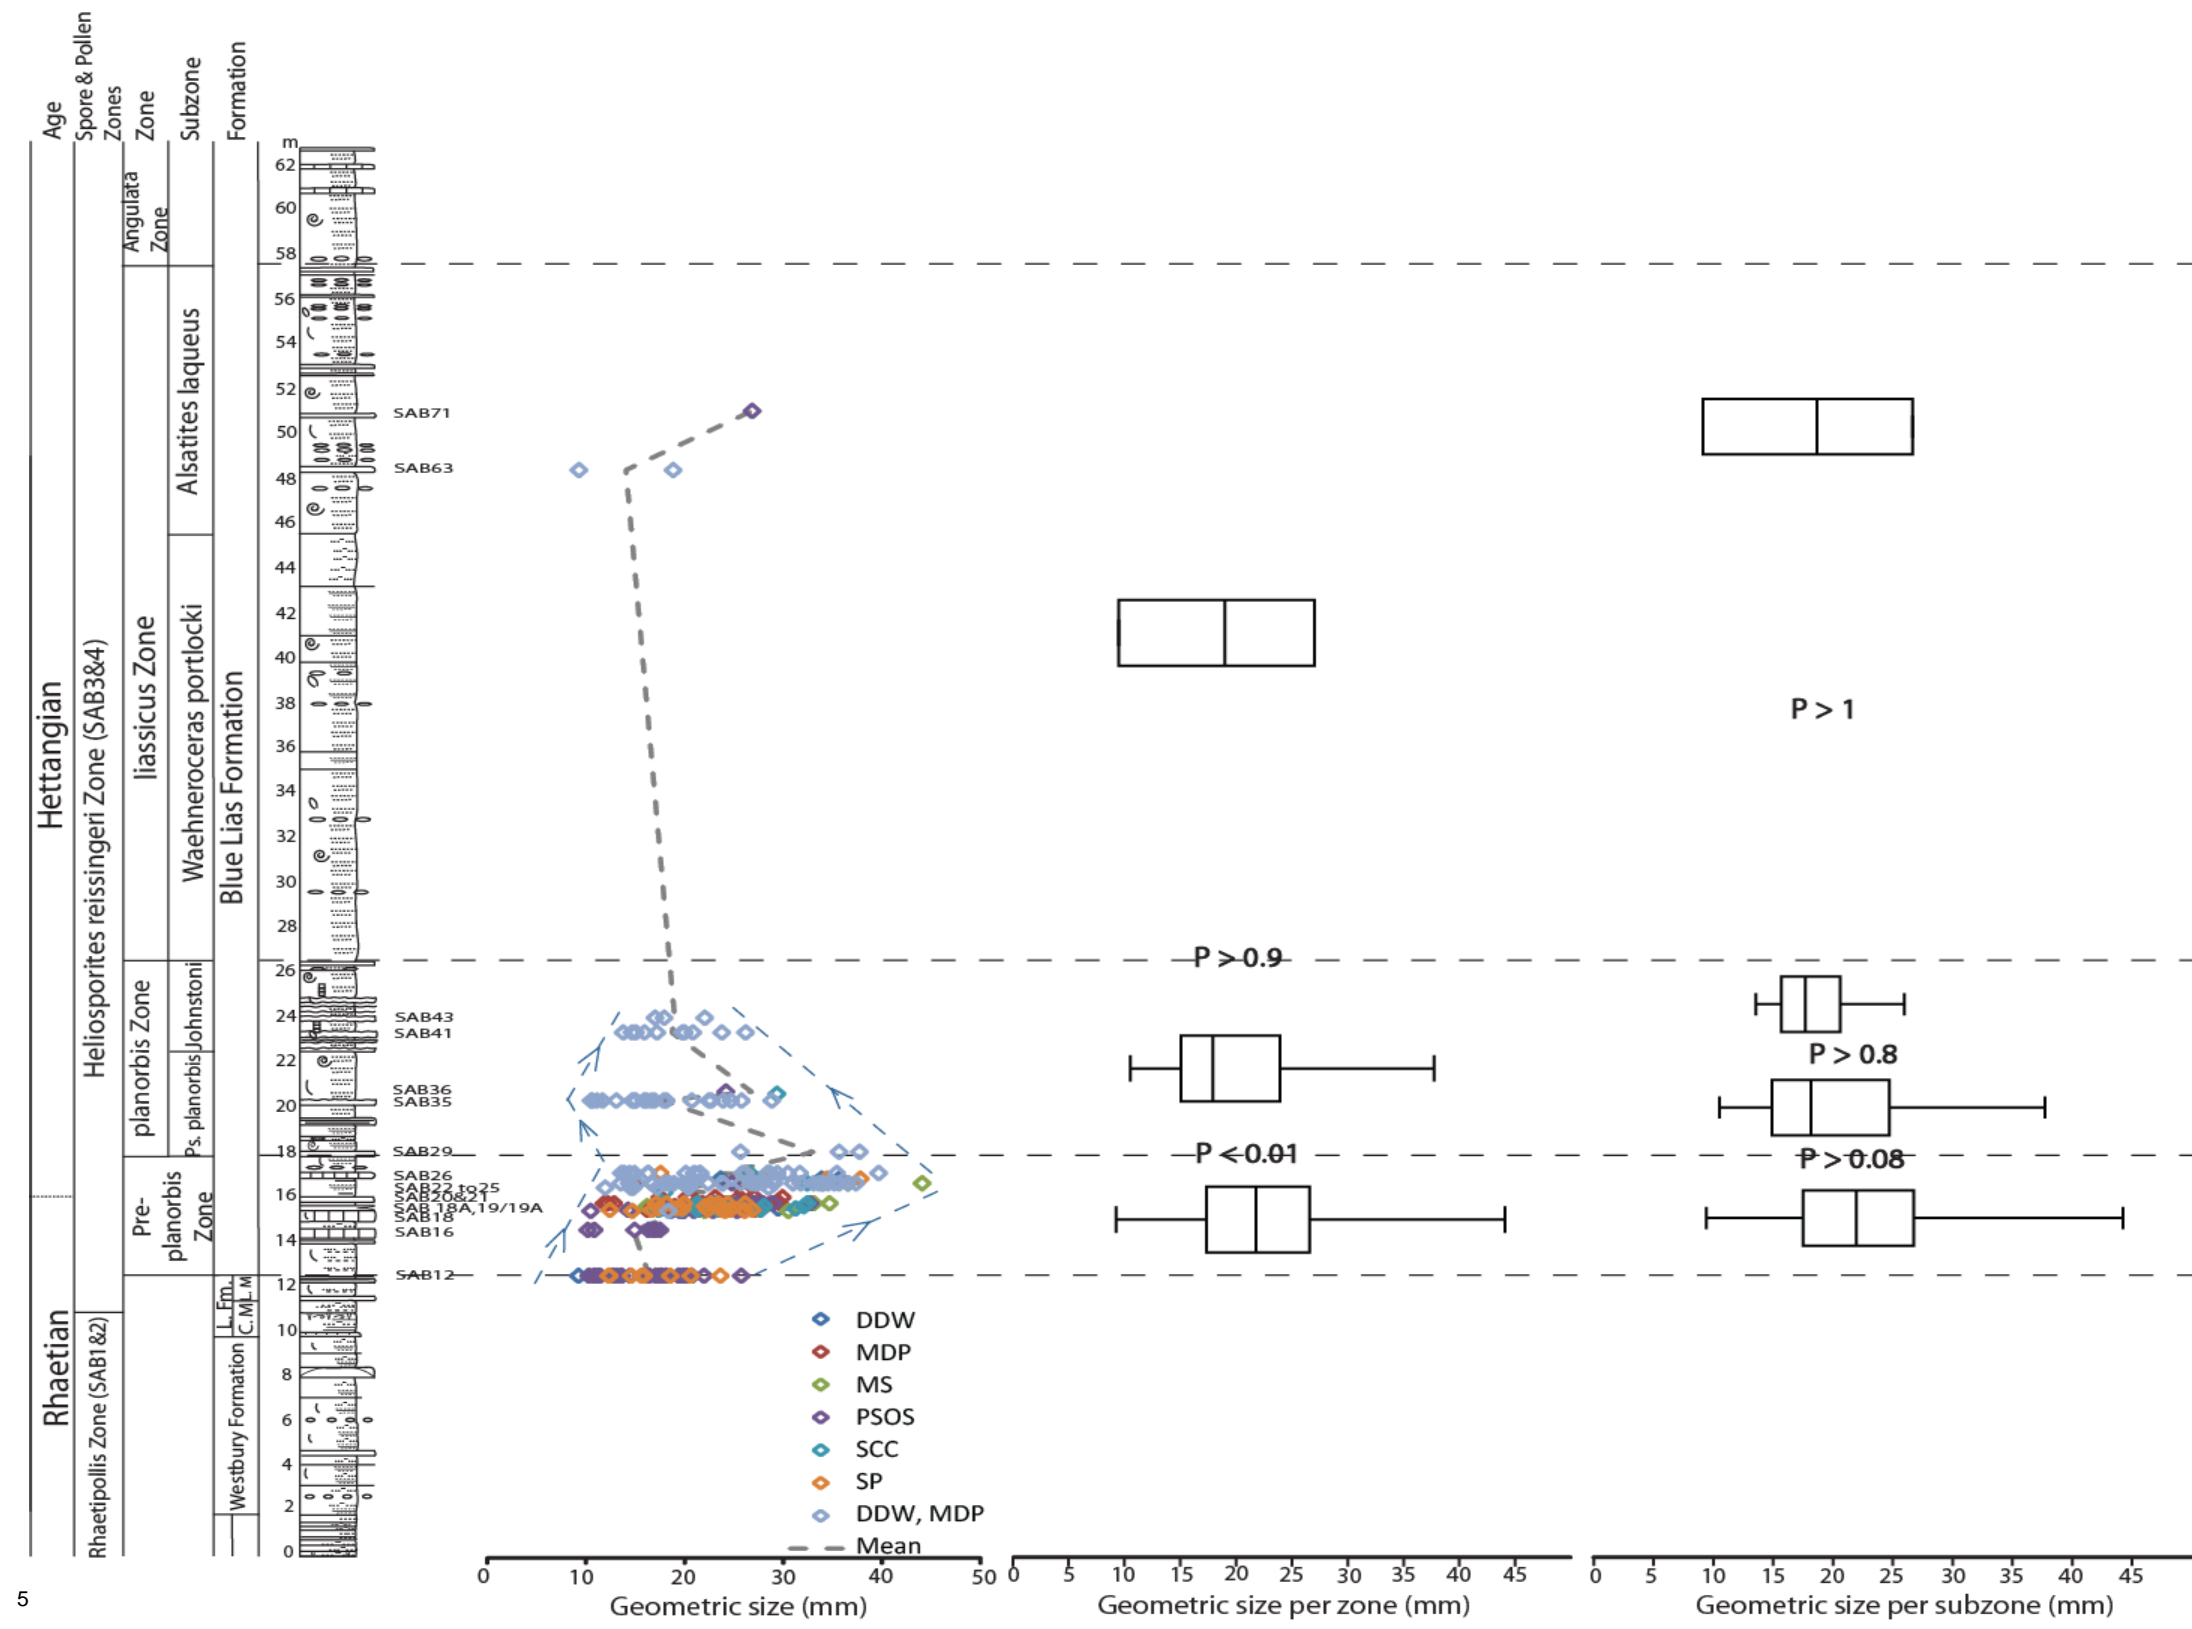 Age
Spore & Pollen
Zones
Zone
Subzone
Formation
m
62
60
58
56
54
52
50
48
46
44
42
40
38
36
34
32
30
28
26
24
22
20
18
16
14
12
10
8
6
4
2
0
Hettangian
Rhaetian
Heliosporites reissingeri Zone (SAB3&4)
Rhaetipollis Zone (SAB1&2)
Angulata
Zone
liassicus Zone
planorbis Zone
Pre-
planorbis
Zone
Alsatites laqueus
Waehneroceras portlocki
Johnstoni
Ps. planorbis
Blue Lias Formation
L. Fm.
C. M.
L. M
Westbury Formation
SAB71
SAB63
SAB43
SAB41
SAB36
SAB35
SAB29
SAB26
SAB22 to25
SAB20&21
SAB 18A,19/19A
SAB18
SAB16
SAB12
P > 1
P > 0.9
P > 0.8
P < 0.01
P > 0.08
DDW
MDP
MS
PSOS
SCC
SP
DDW, MDP
Mean
0 10 20 30 40 50
Geometric size (mm)
0 5 10 15 20 25 30 35 40 45
Geometric size per zone (mm)
0 5 10 15 20 25 30 35 40 45
Geometric size per subzone (mm)
5